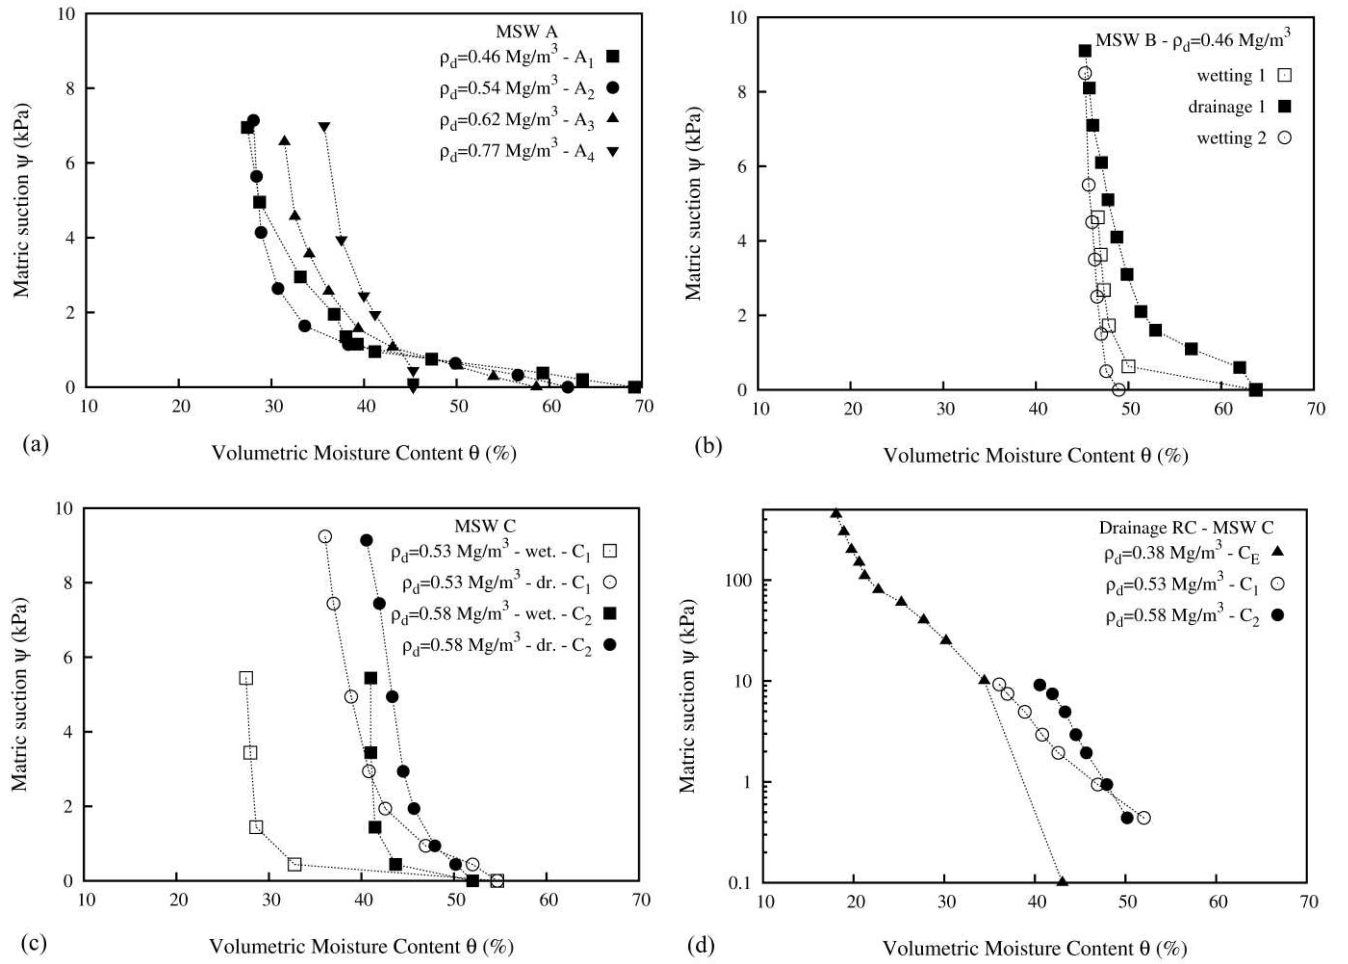 MSW A
ρd=0.46 Mg/m³ - A₁
ρd=0.54 Mg/m³ - A₂
ρd=0.62 Mg/m³ - A₃
ρd=0.77 Mg/m³ - A₄
10
8
6
4
2
0
Matric suction ψ (kPa)
10 20 30 40 50 60 70
(a)
Volumetric Moisture Content θ (%)
MSW B - ρd=0.46 Mg/m³
wetting 1
drainage 1
wetting 2
10
8
6
4
2
0
Matric suction ψ (kPa)
10 20 30 40 50 60 70
(b)
Volumetric Moisture Content θ (%)
MSW C
ρd=0.53 Mg/m³ - wet. - C₁
ρd=0.53 Mg/m³ - dr. - C₁
ρd=0.58 Mg/m³ - wet. - C₂
ρd=0.58 Mg/m³ - dr. - C₂
10
8
6
4
2
0
Matric suction ψ (kPa)
10 20 30 40 50 60 70
(c)
Volumetric Moisture Content θ (%)
Drainage RC - MSW C
ρd=0.38 Mg/m³ - CE
ρd=0.53 Mg/m³ - C₁
ρd=0.58 Mg/m³ - C₂
100
10
1
0.1
Matric suction ψ (kPa)
10 20 30 40 50 60 70
(d)
Volumetric Moisture Content θ (%)